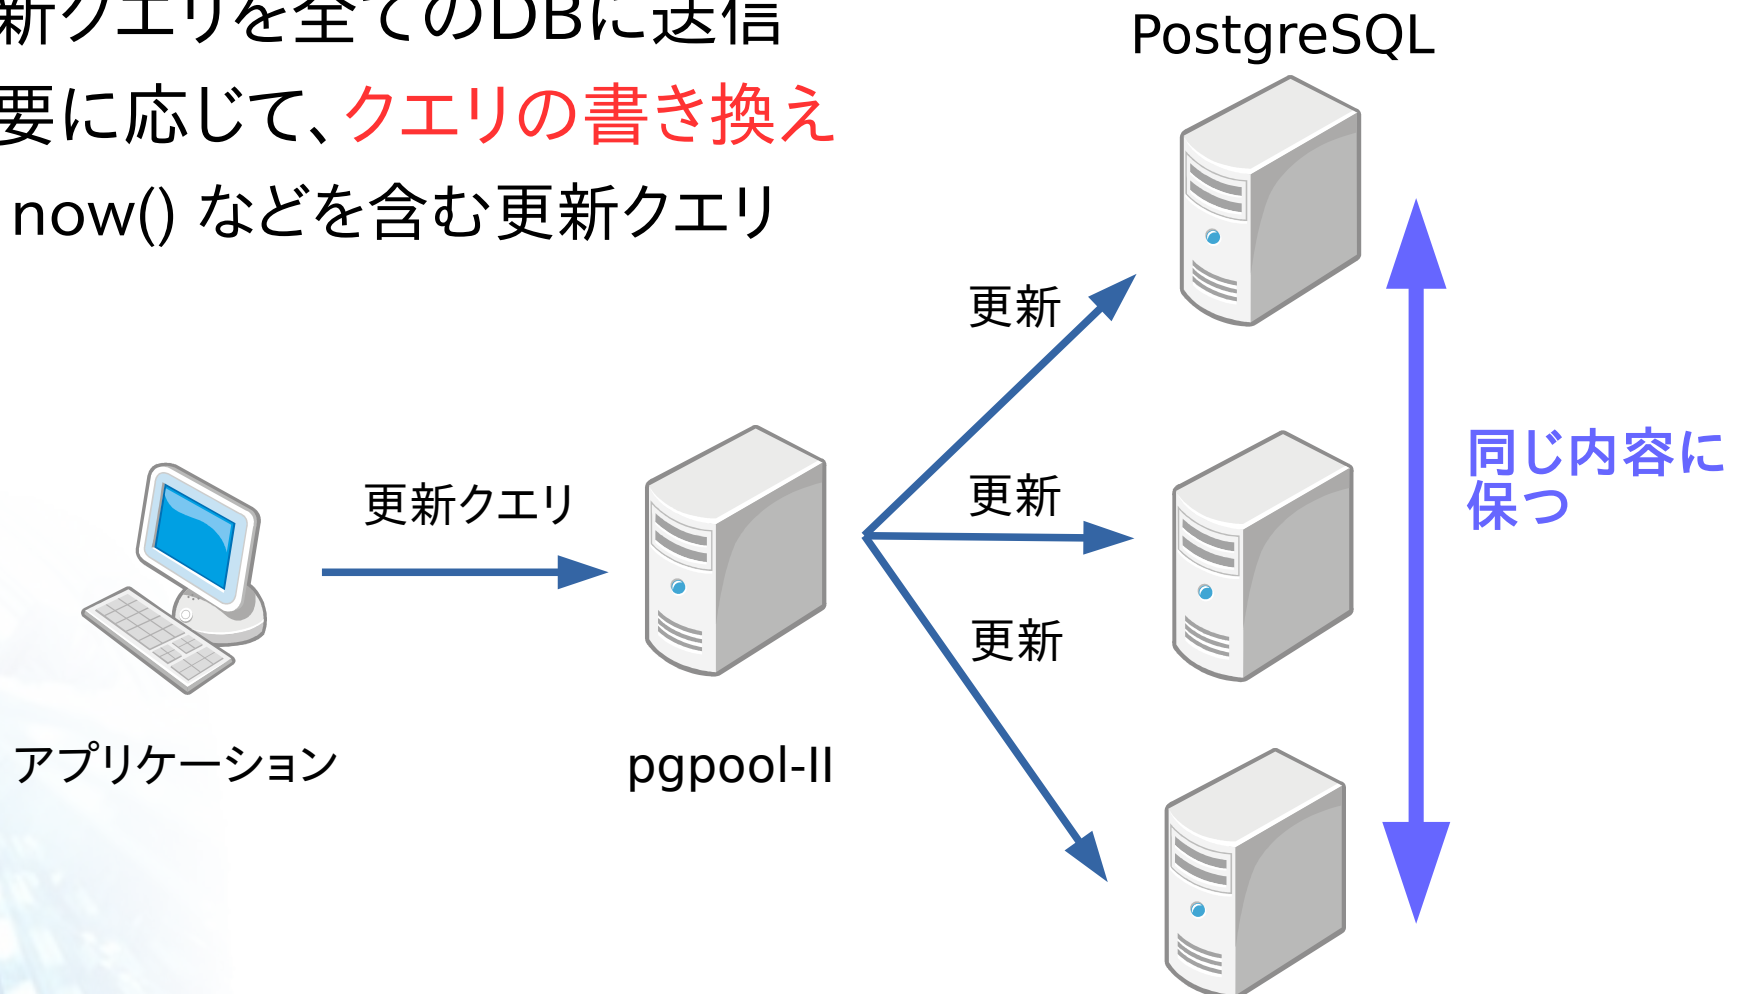 新クエリを全てのDBに送信
要に応じて、クエリの書き換え
now() などを含む更新クエリ
PostgreSQL
更新
更新クエリ
更新
更新
同じ内容に
保つ
アプリケーション
pgpool-II